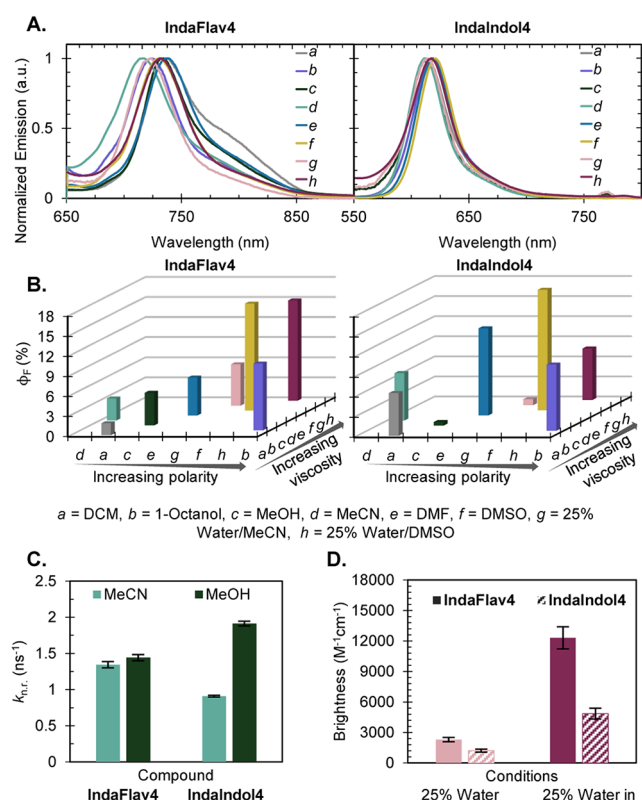 A.
IndaFlav4
IndaIndol4
Normalized Emission (a.u.)
1
0.5
0
a
b
c
d
e
f
g
h
a
b
c
d
e
f
g
h
650 750 850 550 650 750
Wavelength (nm)
Wavelength (nm)
IndaFlav4
IndaIndol4
B.
ϕF (%)
18
15
12
9
6
3
0
d a c e g f h b
a b c d e f g h
Increasing polarity
Increasing viscosity
d a c e g f h b
a b c d e f g h
Increasing polarity
Increasing viscosity
a = DCM, b = 1-Octanol, c = MeOH, d = MeCN, e = DMF, f = DMSO, g = 25%
Water/MeCN, h = 25% Water/DMSO
C.
kn.r. (ns-1)
2.5
2
1.5
1
0.5
0
MeCN MeOH
Compound
IndaFlav4 IndaIndol4
D.
Brightness (M-1cm-1)
18000
15000
12000
9000
6000
3000
0
IndaFlav4 IndaIndol4
Conditions
25% Water 25% Water in